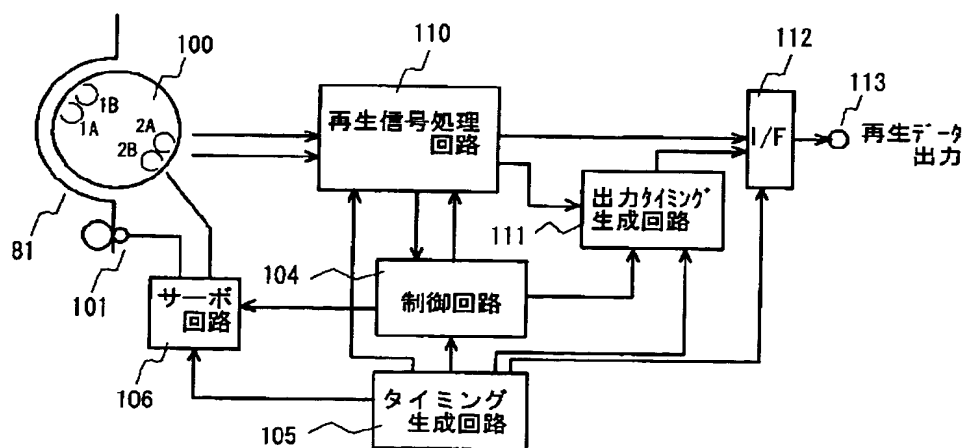 100
110
112
113
1B
1A
2A
2B
再生信号処理
回路
I/F
再生データ
出力
出力タイミング
生成回路
111
81
101
104
制御回路
サーボ
回路
106
タイミング
生成回路
105